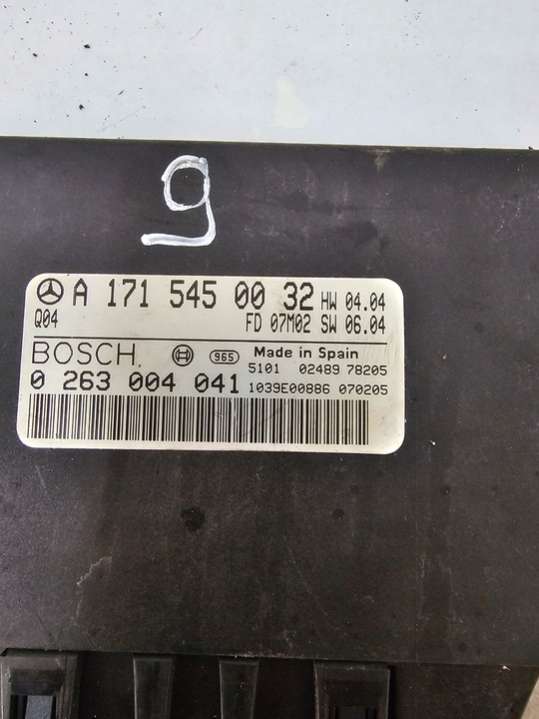 9
A 171 545 00 32 HW 04.04
Q04 FD 07M02 SW 06.04
BOSCH. 965 Made in Spain
5101 02489 78205
0 263 004 041 1039E00886 070205